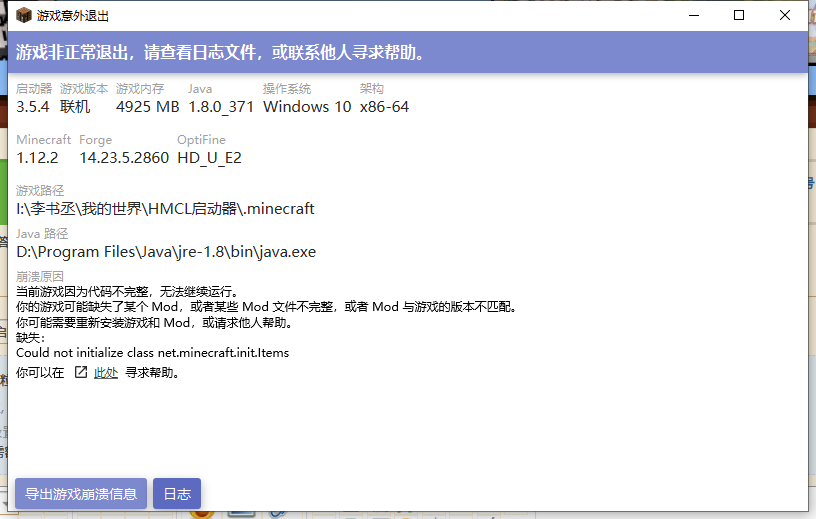 游戏意外退出
游戏非正常退出，请查看日志文件，或联系他人寻求帮助。
启动器 游戏版本 游戏内存 Java 操作系统 架构
3.5.4 联机 4925 MB 1.8.0_371 Windows 10 x86-64
Minecraft Forge OptiFine
1.12.2 14.23.5.2860 HD_U_E2
游戏路径
I:\李书丞\我的世界\HMCL启动器\.minecraft
Java 路径
D:\Program Files\Java\jre-1.8\bin\java.exe
崩溃原因
当前游戏因为代码不完整，无法继续运行。
你的游戏可能缺失了某个 Mod，或者某些 Mod 文件不完整，或者 Mod 与游戏的版本不匹配。
你可能需要重新安装游戏和 Mod，或请求他人帮助。
缺失：
Could not initialize class net.minecraft.init.Items
你可以在 此处 寻求帮助。
导出游戏崩溃信息 日志